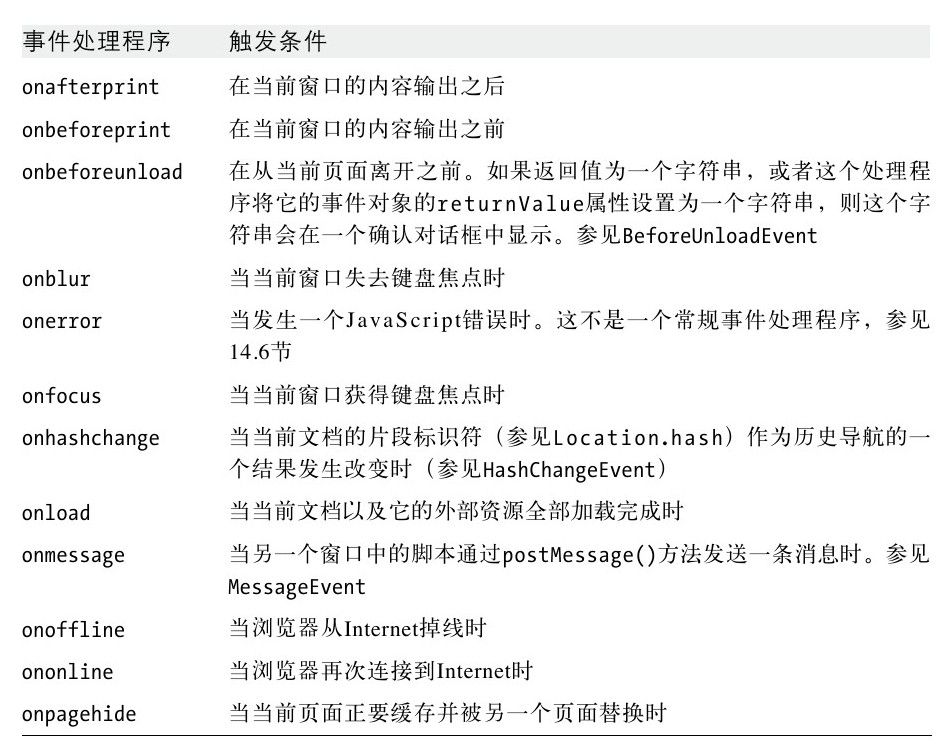 事件处理程序 触发条件
onafterprint 在当前窗口的内容输出之后
onbeforeprint 在当前窗口的内容输出之前
onbeforeunload 在从当前页面离开之前。如果返回值为一个字符串，或者这个处理程
序将它的事件对象的returnValue属性设置为一个字符串，则这个字
符串会在一个确认对话框中显示。参见BeforeUnloadEvent
onblur 当当前窗口失去键盘焦点时
onerror 当发生一个JavaScript错误时。这不是一个常规事件处理程序，参见
14.6节
onfocus 当当前窗口获得键盘焦点时
onhashchange 当当前文档的片段标识符（参见Location.hash）作为历史导航的一
个结果发生改变时（参见HashChangeEvent）
onload 当当前文档以及它的外部资源全部加载完成时
onmessage 当另一个窗口中的脚本通过postMessage()方法发送一条消息时。参见
MessageEvent
onoffline 当浏览器从Internet掉线时
ononline 当浏览器再次连接到Internet时
onpagehide 当当前页面正要缓存并被另一个页面替换时